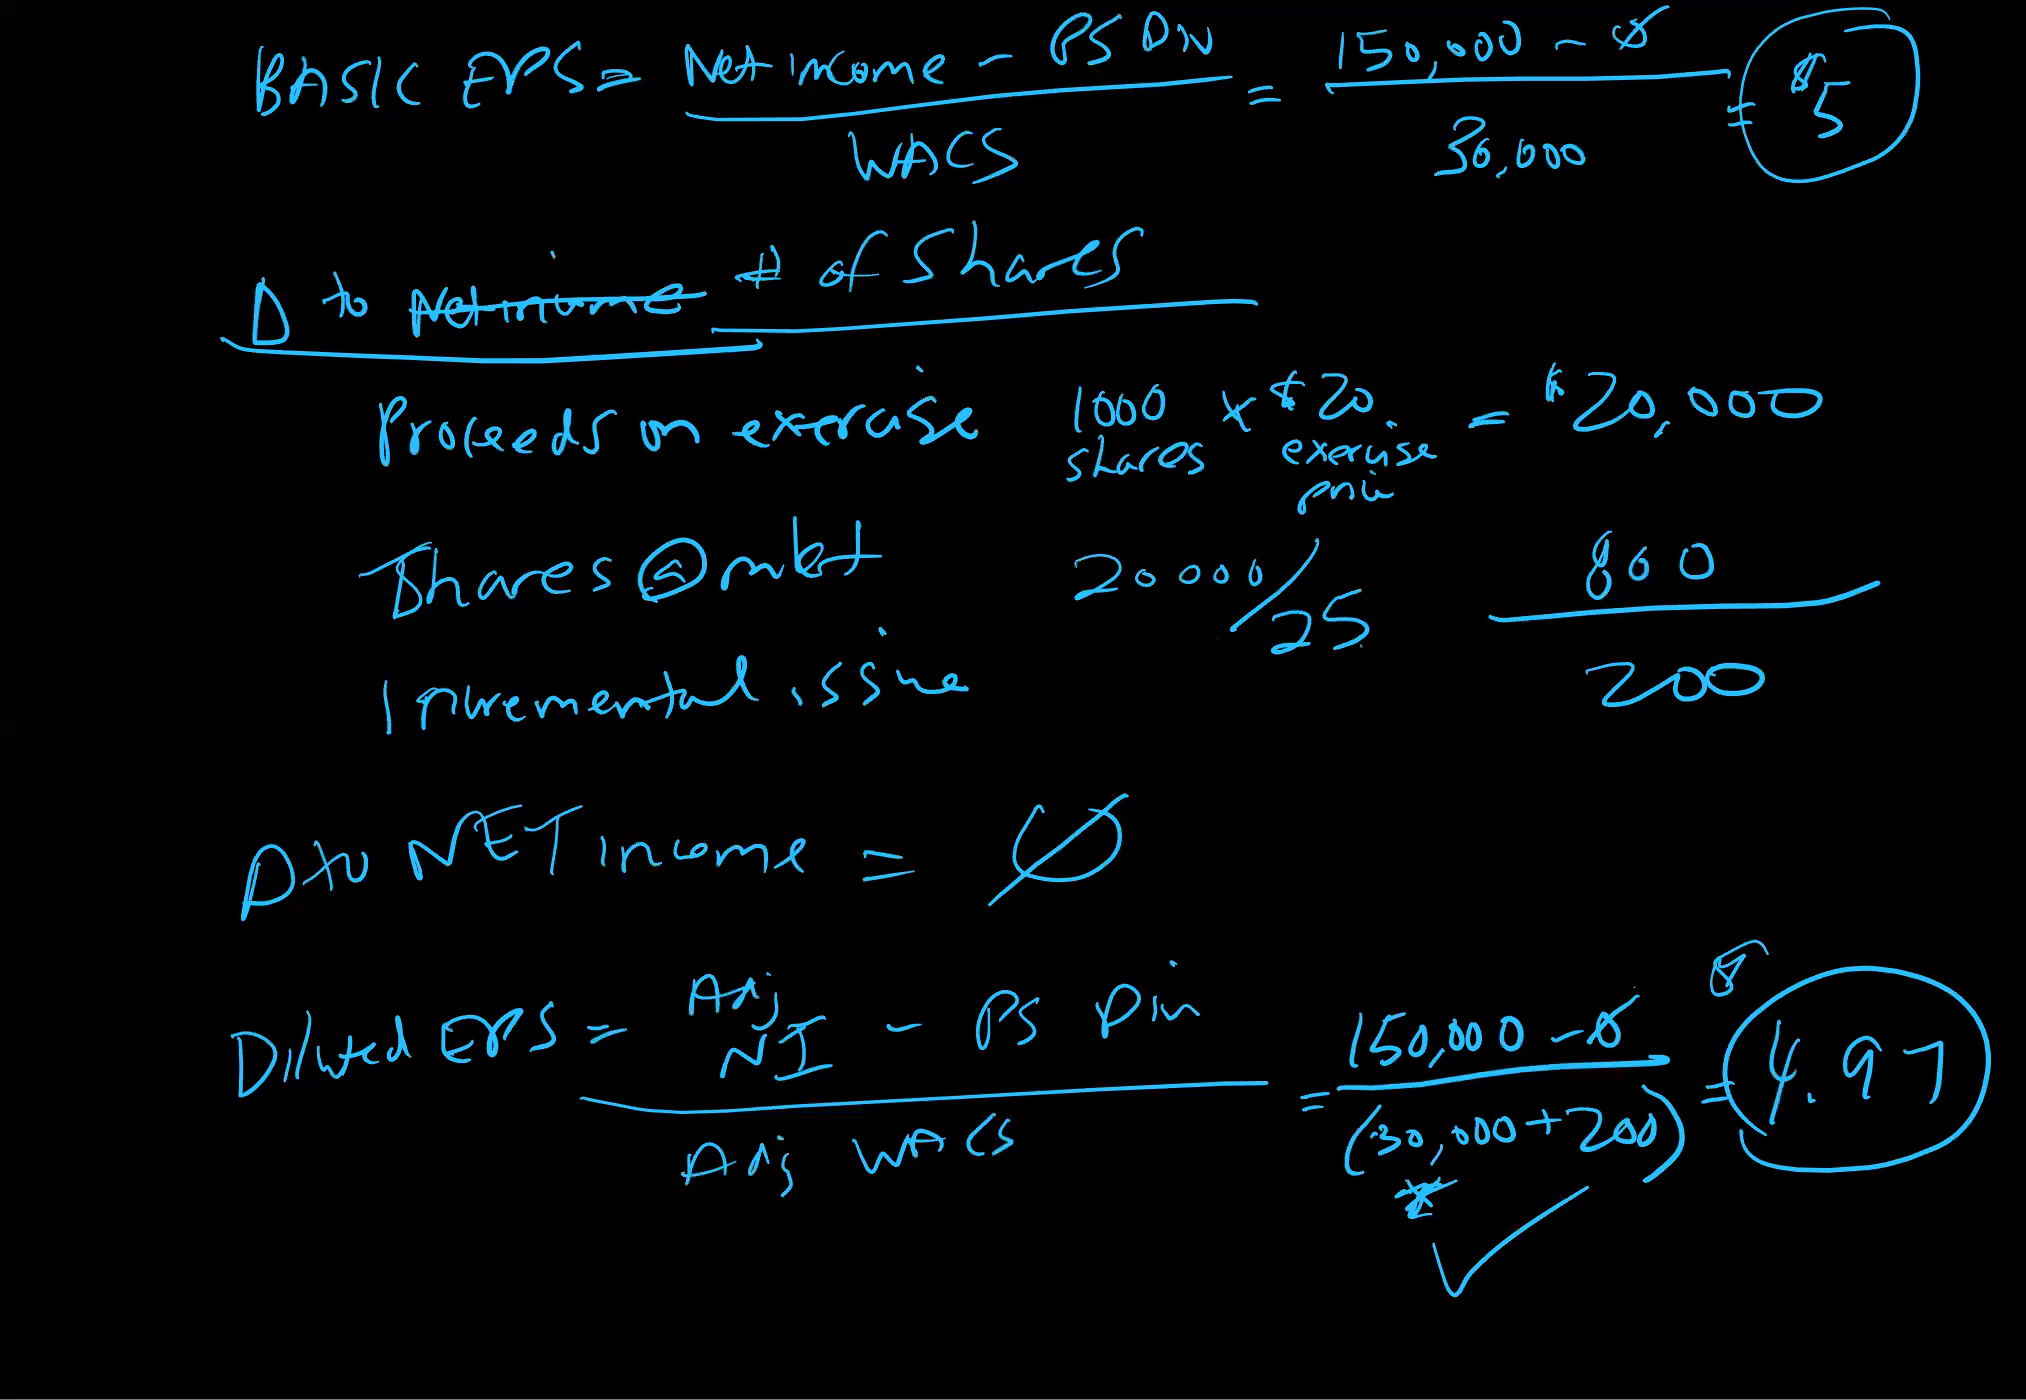 BASIC EPS = Net income - PS Div / WACS = 150,000 - Ø / 30,000 = $5
Δ to Net income # of Shares
Proceeds on exercise 1000 shares x $20 exercise price = $20,000
Shares @ mkt 20000/25 800
Incremental issue 200
Δ to NET income = Ø
Diluted EPS = Adj NI - PS Div / Adj WACS = 150,000 - Ø / (30,000 + 200) = $4.97